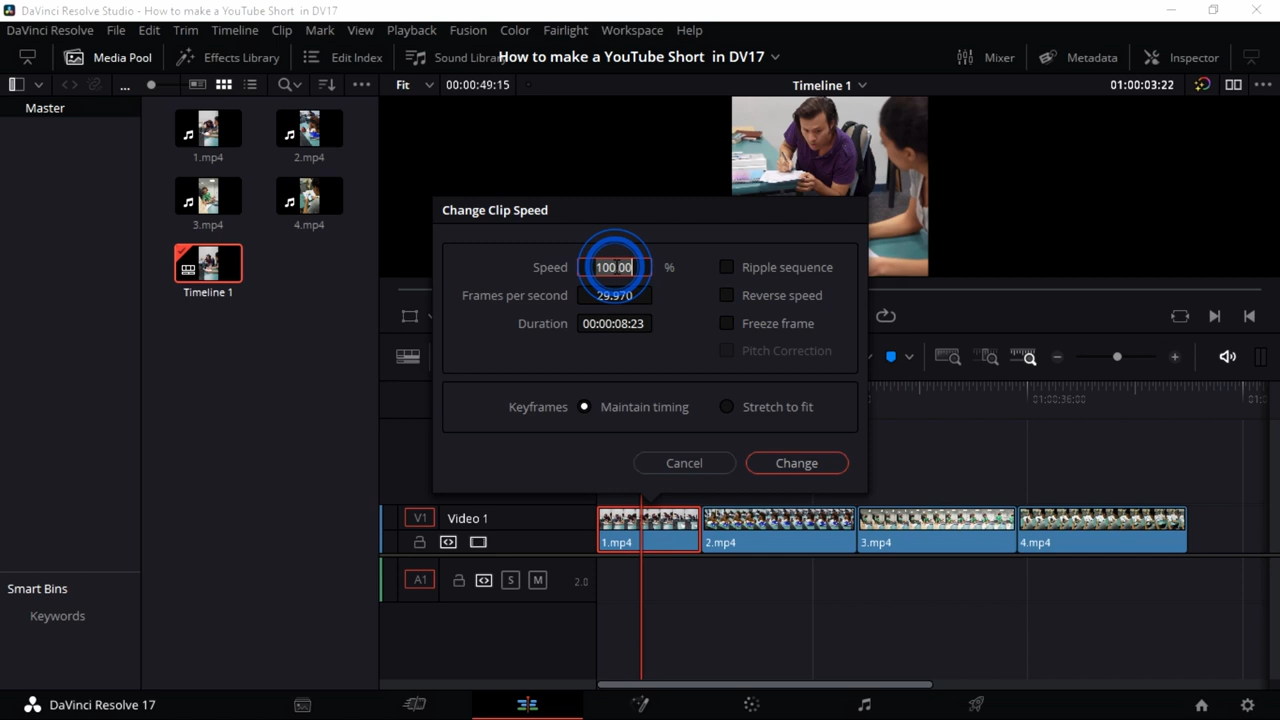 DaVinci Resolve Studio - How to make a YouTube Short in DV17
DaVinci Resolve File Edit Trim Timeline Clip Mark View Playback Fusion Color Fairlight Workspace Help
Media Pool Effects Library Edit Index Sound Library How to make a YouTube Short in DV17 Mixer Metadata Inspector
... Fit 00:00:49:15 Timeline 1 01:00:03:22
Master
1.mp4 2.mp4
3.mp4 4.mp4
Timeline 1
Change Clip Speed
Speed 100.00 % Ripple sequence
Frames per second 29.970 Reverse speed
Duration 00:00:08:23 Freeze frame
Pitch Correction
Keyframes Maintain timing Stretch to fit
Cancel Change
01:00:36:00
V1 Video 1
1.mp4 2.mp4 3.mp4 4.mp4
A1 S M 2.0
Smart Bins
Keywords
DaVinci Resolve 17